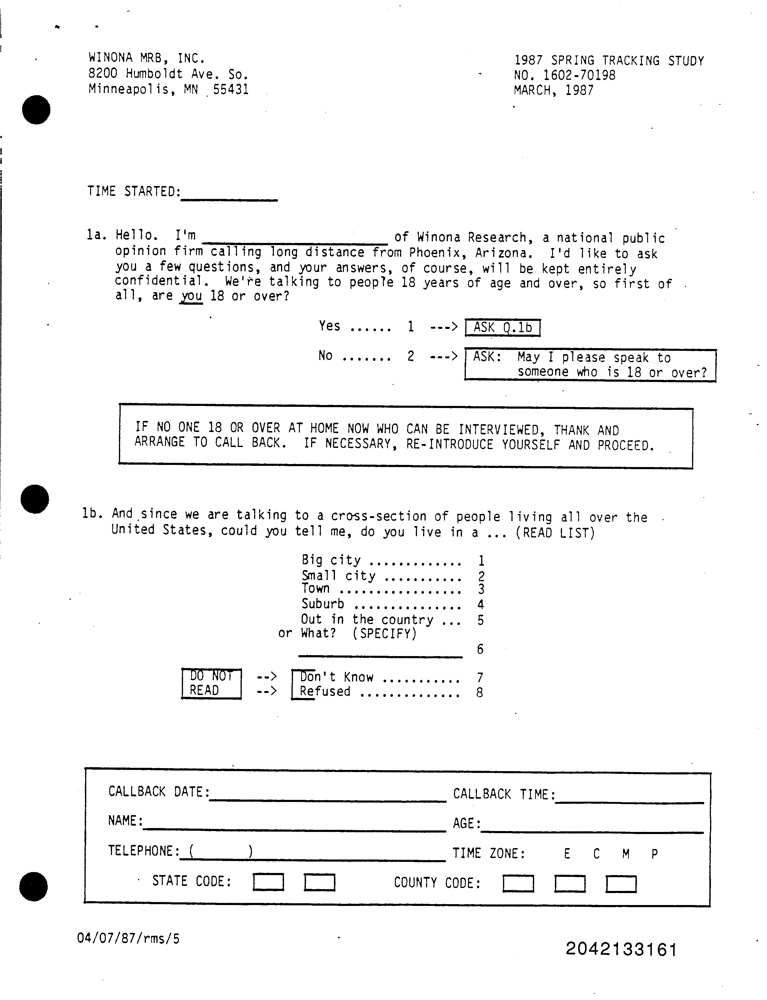 WINONA MRB, INC.
8200 Humboldt Ave. So.
Minneapolis, MN 55431
1987 SPRING TRACKING STUDY
NO. 1602-70198
MARCH, 1987
TIME STARTED:
1a. Hello. I'm ____________________ of Winona Research, a national public
opinion firm calling long distance from Phoenix, Arizona. I'd like to ask
you a few questions, and your answers, of course, will be kept entirely
confidential. We're talking to people 18 years of age and over, so first of
all, are you 18 or over?
Yes ...... 1 ---> ASK Q.1b
No ....... 2 ---> ASK: May I please speak to
someone who is 18 or over?
IF NO ONE 18 OR OVER AT HOME NOW WHO CAN BE INTERVIEWED, THANK AND
ARRANGE TO CALL BACK. IF NECESSARY, RE-INTRODUCE YOURSELF AND PROCEED.
1b. And since we are talking to a cross-section of people living all over the
United States, could you tell me, do you live in a ... (READ LIST)
Big city ............. 1
Small city ........... 2
Town ................. 3
Suburb ............... 4
Out in the country ... 5
or What? (SPECIFY)
____________________ 6
DO NOT --> Don't Know ........... 7
READ --> Refused .............. 8
CALLBACK DATE: CALLBACK TIME:
NAME: AGE:
TELEPHONE: ( ) TIME ZONE: E C M P
STATE CODE: COUNTY CODE:
04/07/87/rms/5
2042133161